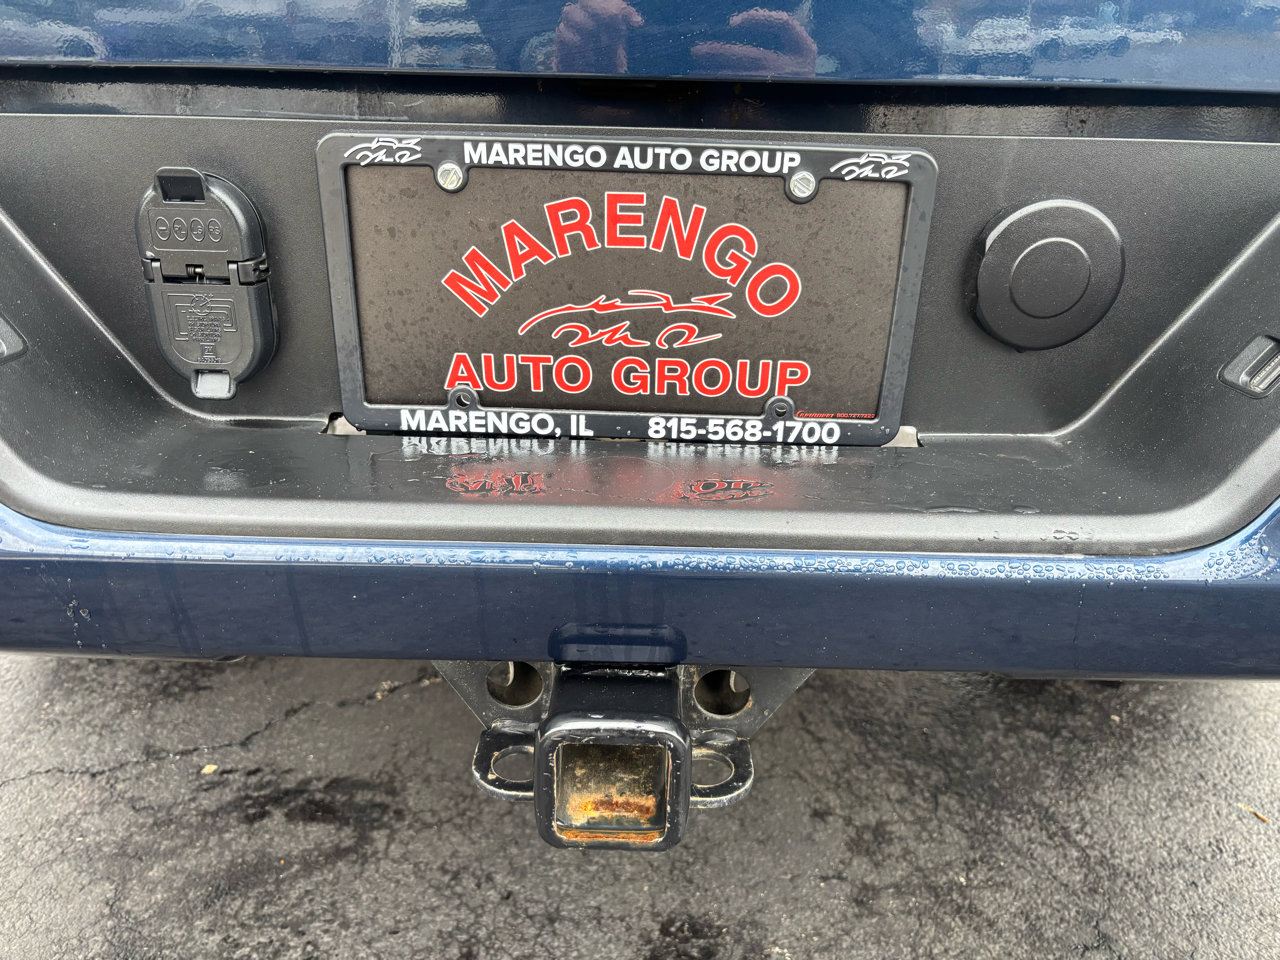 MARENGO AUTO GROUP
MARENGO
AUTO GROUP
MARENGO, IL 815-568-1700